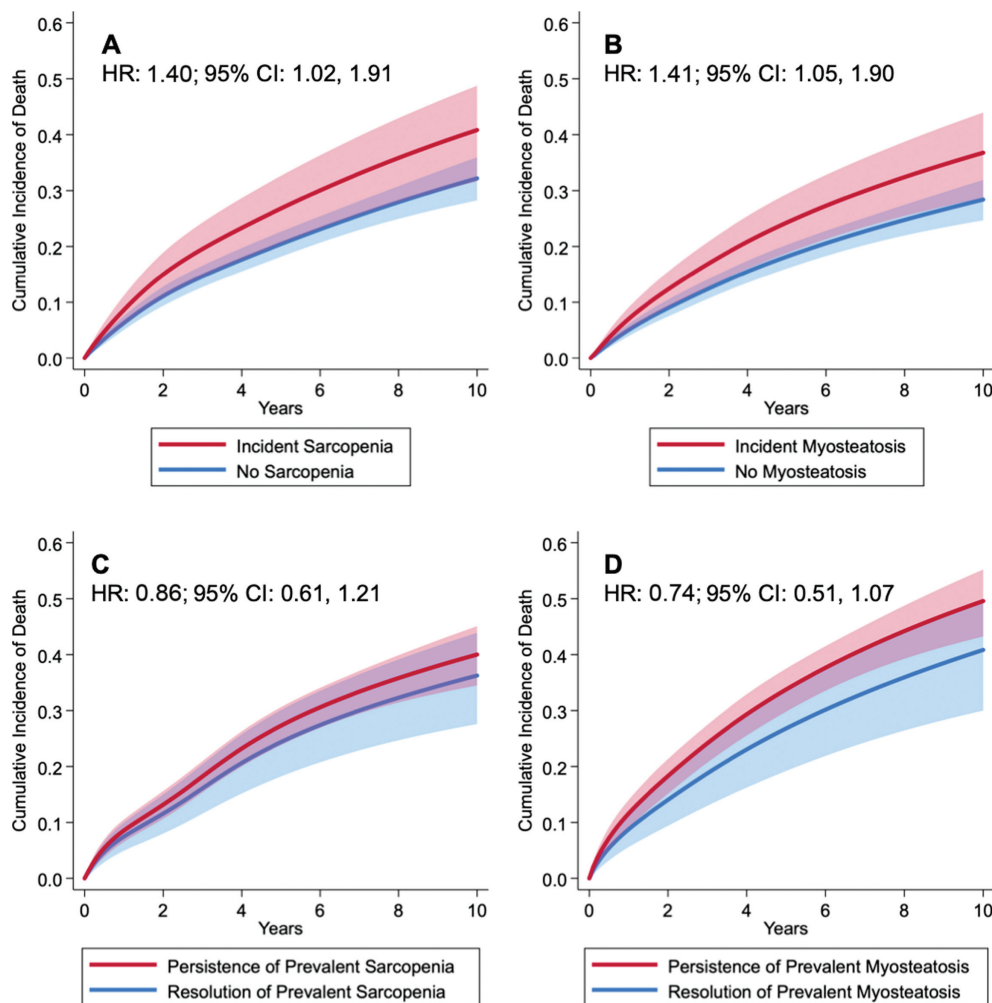 A
HR: 1.40; 95% CI: 1.02, 1.91
Cumulative Incidence of Death
0.6
0.5
0.4
0.3
0.2
0.1
0.0
0 2 4 6 8 10
Years
Incident Sarcopenia
No Sarcopenia
B
HR: 1.41; 95% CI: 1.05, 1.90
Cumulative Incidence of Death
0.6
0.5
0.4
0.3
0.2
0.1
0.0
0 2 4 6 8 10
Years
Incident Myosteatosis
No Myosteatosis
C
HR: 0.86; 95% CI: 0.61, 1.21
Cumulative Incidence of Death
0.6
0.5
0.4
0.3
0.2
0.1
0.0
0 2 4 6 8 10
Years
Persistence of Prevalent Sarcopenia
Resolution of Prevalent Sarcopenia
D
HR: 0.74; 95% CI: 0.51, 1.07
Cumulative Incidence of Death
0.6
0.5
0.4
0.3
0.2
0.1
0.0
0 2 4 6 8 10
Years
Persistence of Prevalent Myosteatosis
Resolution of Prevalent Myosteatosis